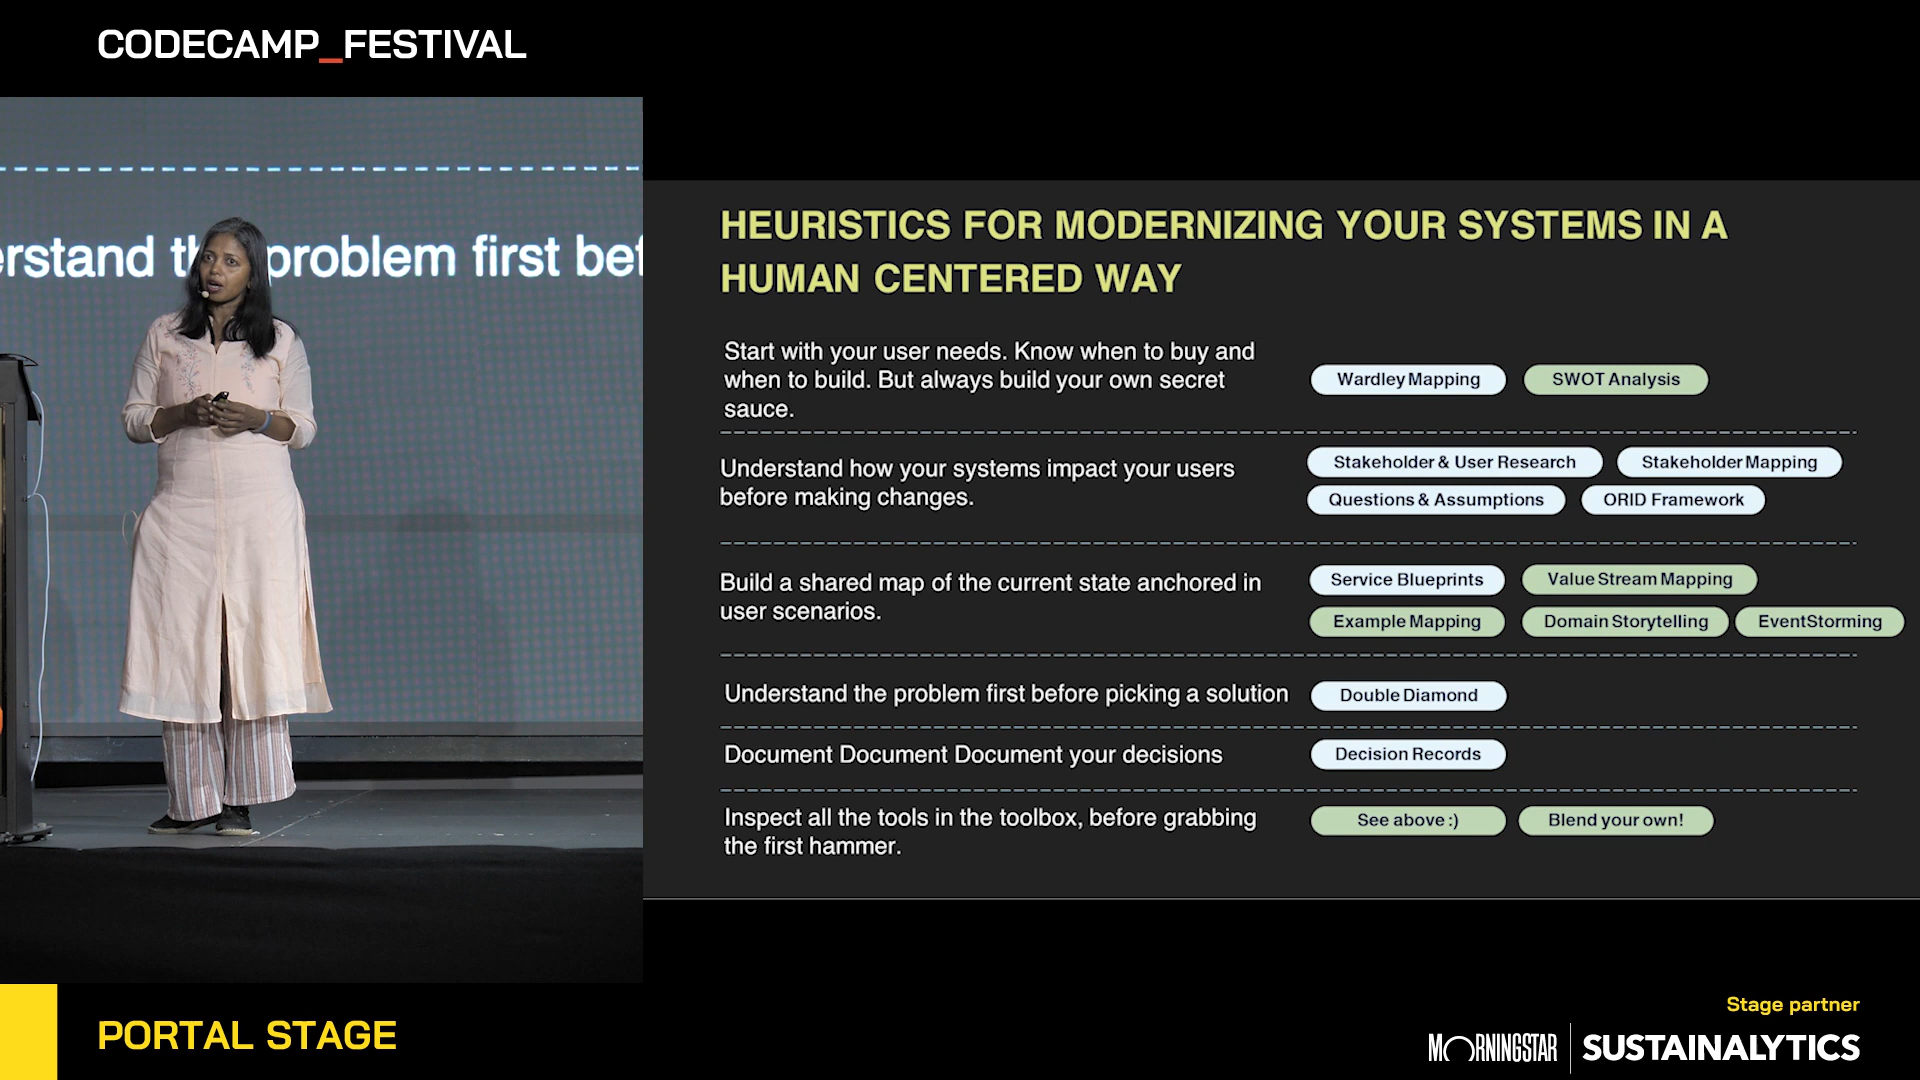 CODECAMP_FESTIVAL
erstand th problem first bef
HEURISTICS FOR MODERNIZING YOUR SYSTEMS IN A
HUMAN CENTERED WAY
Start with your user needs. Know when to buy and
when to build. But always build your own secret
sauce.
Wardley Mapping
SWOT Analysis
Understand how your systems impact your users
before making changes.
Stakeholder & User Research
Stakeholder Mapping
Questions & Assumptions
ORID Framework
Build a shared map of the current state anchored in
user scenarios.
Service Blueprints
Value Stream Mapping
Example Mapping
Domain Storytelling
EventStorming
Understand the problem first before picking a solution
Double Diamond
Document Document Document your decisions
Decision Records
Inspect all the tools in the toolbox, before grabbing
the first hammer.
See above :)
Blend your own!
PORTAL STAGE
Stage partner
MORNINGSTAR
SUSTAINALYTICS